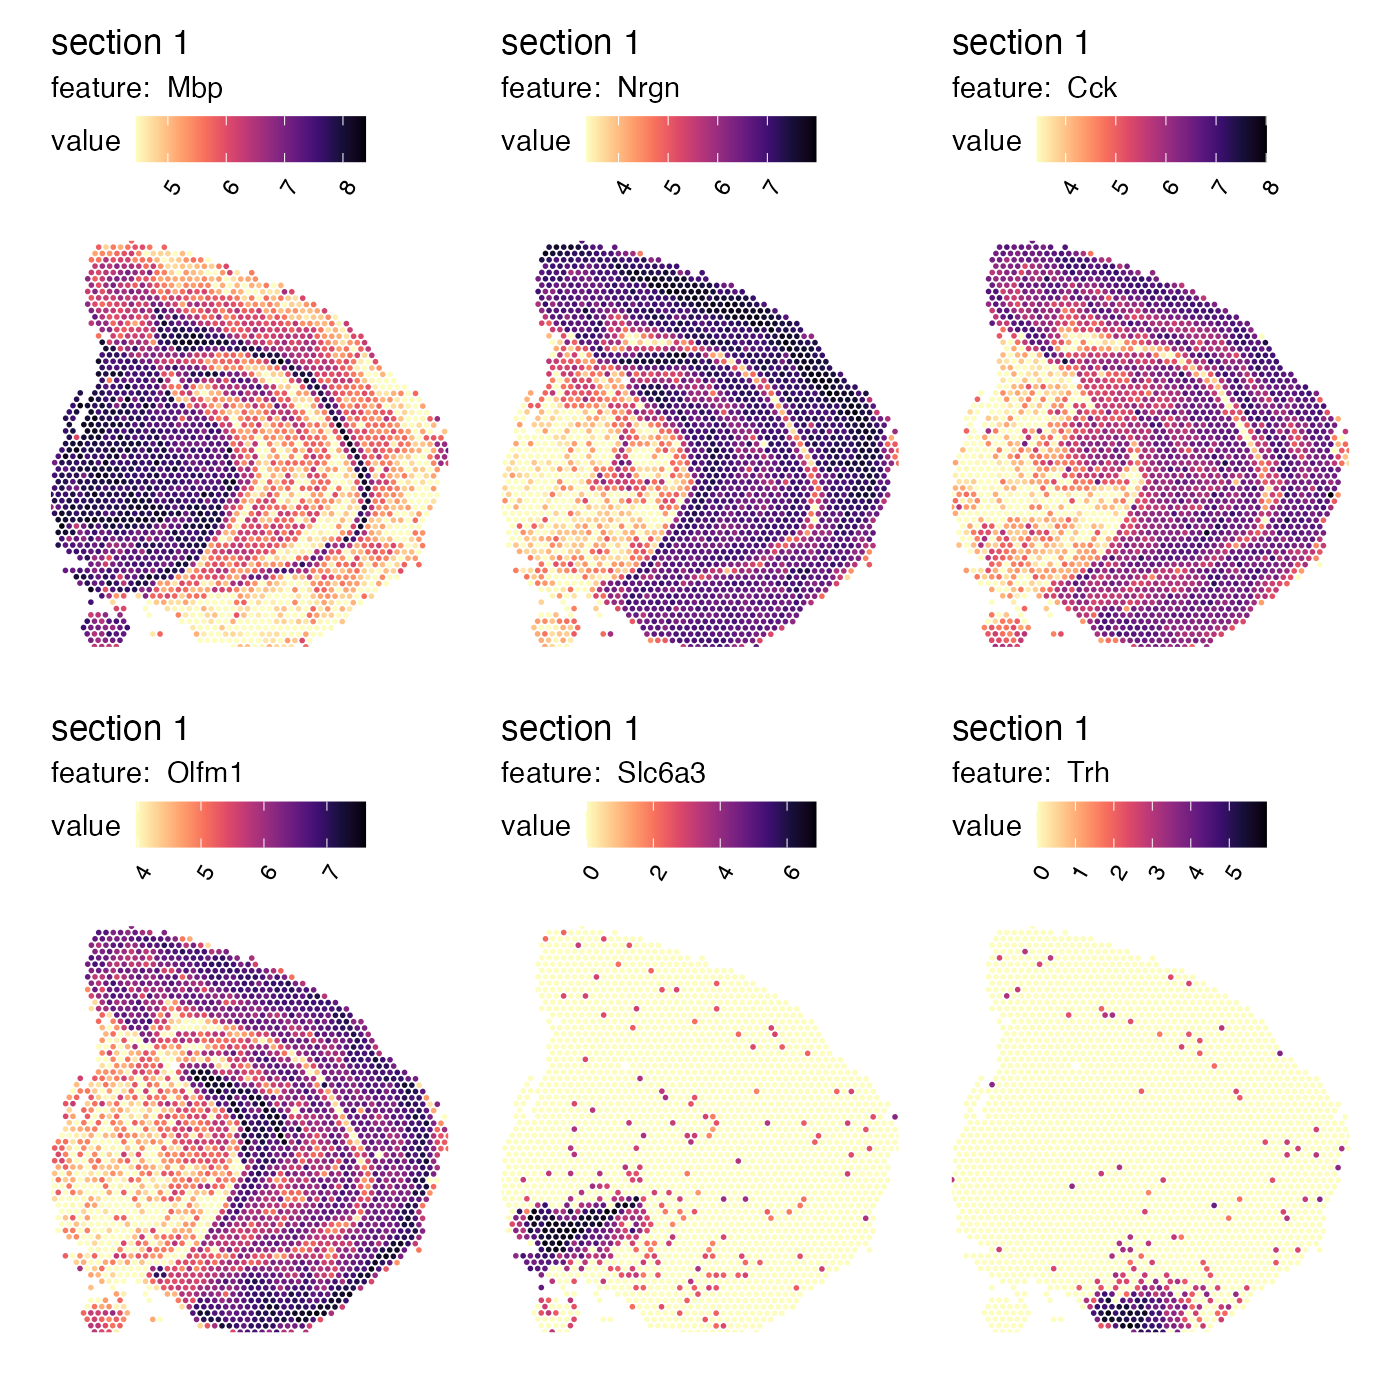 section 1
feature: Mbp
value
5 6 7 8
section 1
feature: Nrgn
value
4 5 6 7
section 1
feature: Cck
value
4 5 6 7 8
section 1
feature: Olfm1
value
4 5 6 7
section 1
feature: Slc6a3
value
0 2 4 6
section 1
feature: Trh
value
0 1 2 3 4 5